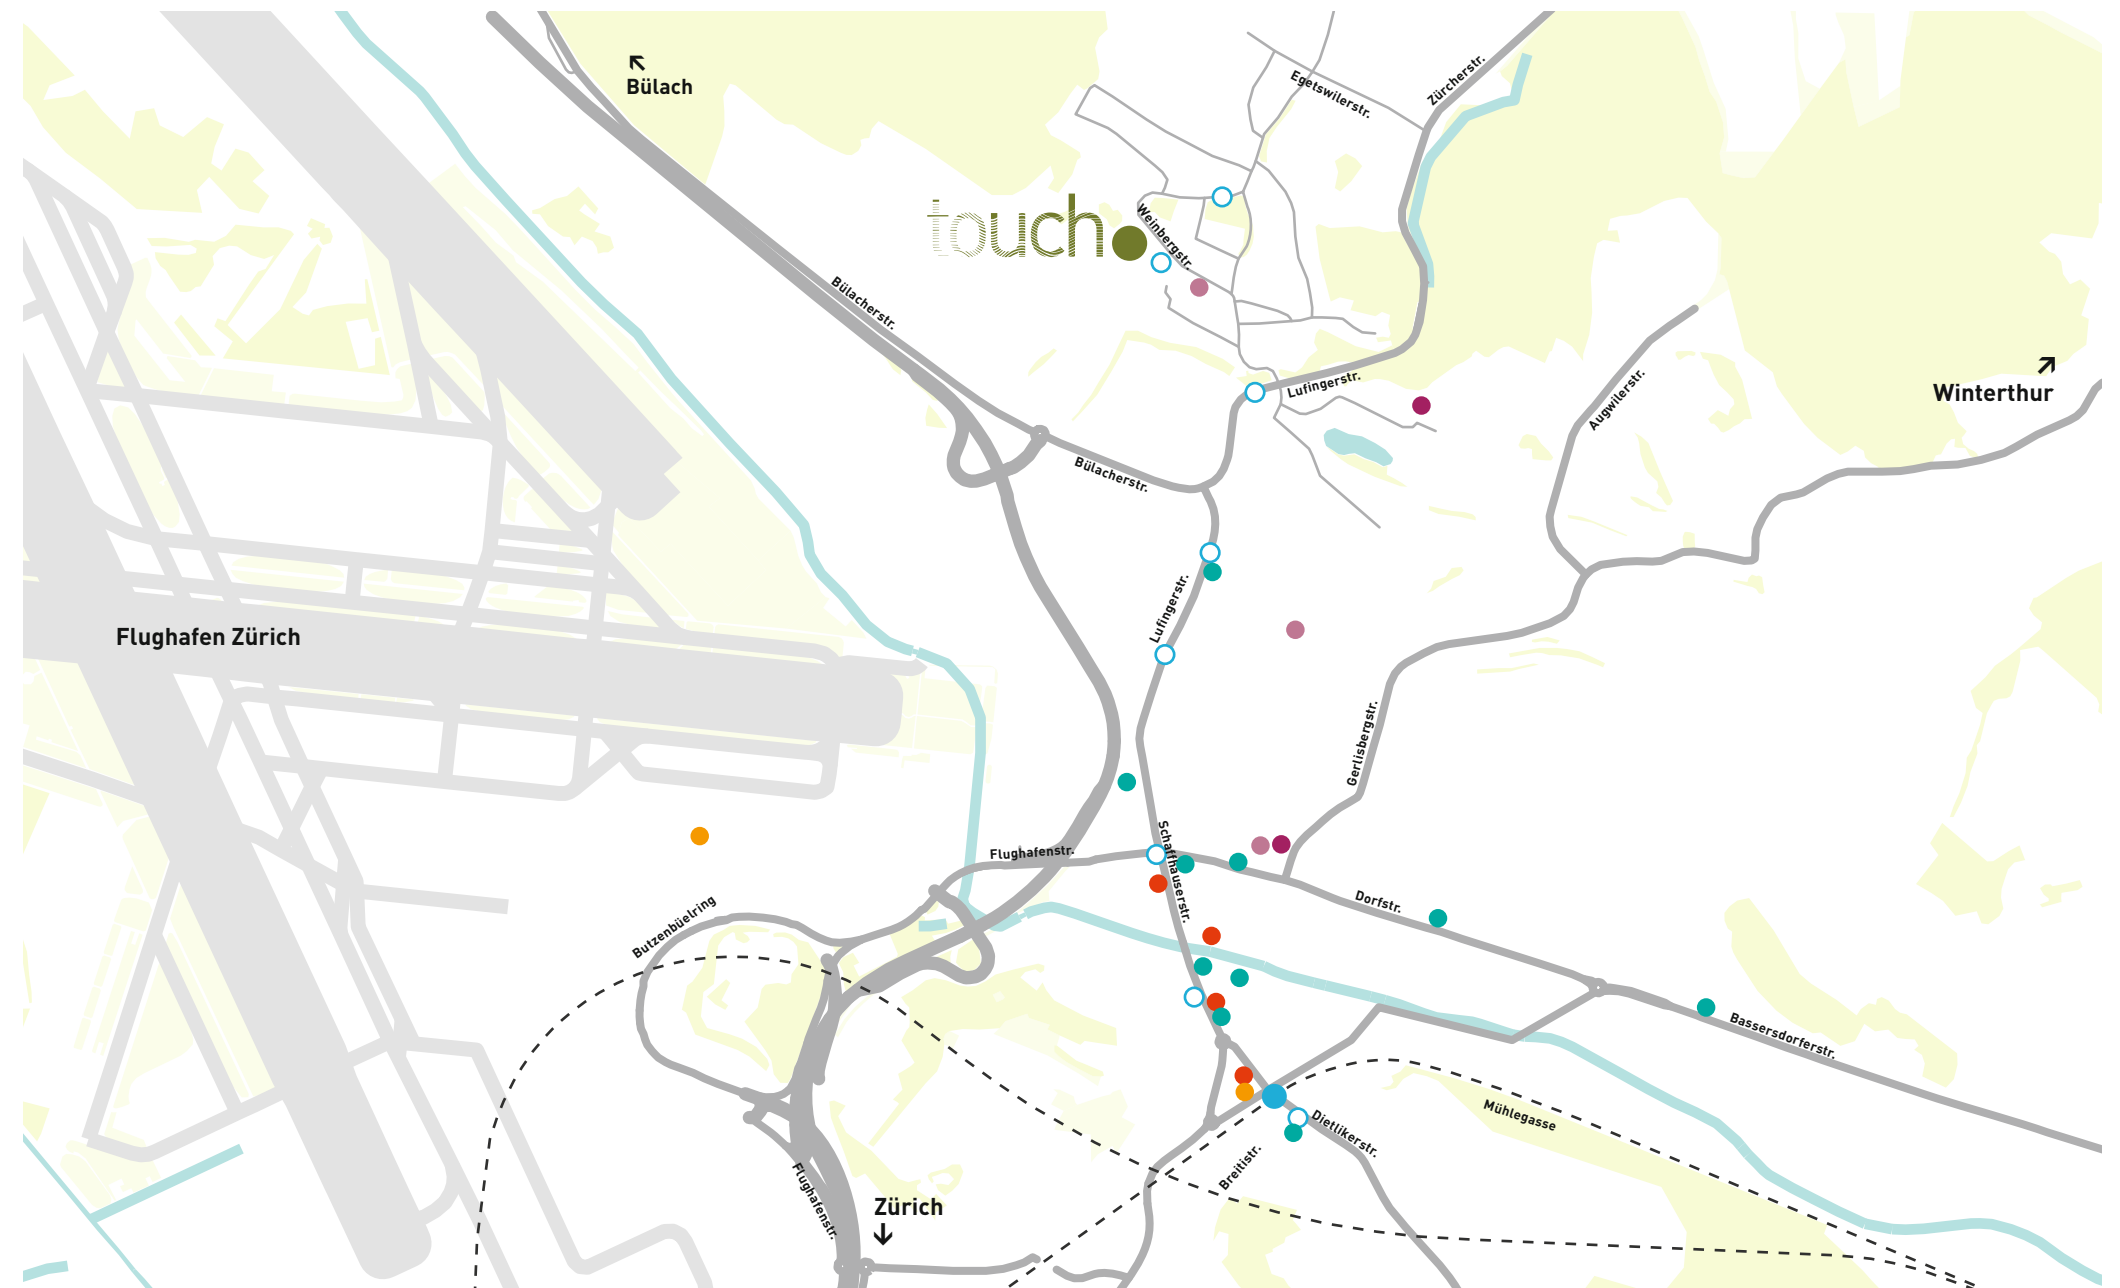 Bülach
Egetswilerstr.
Zürcherstr.
touch
Weinbergstr.
Bülacherstr.
Winterthur
Lufingerstr.
Augwilerstr.
Bülacherstr.
Lufingerstr.
Flughafen Zürich
Gerlisbergstr.
Schaffhauserstr.
Flughafenstr.
Butzenbüelring
Dorfstr.
Bassersdorferstr.
Mühlegasse
Dietlikerstr.
Breitistr.
Flughafenstr.
Zürich